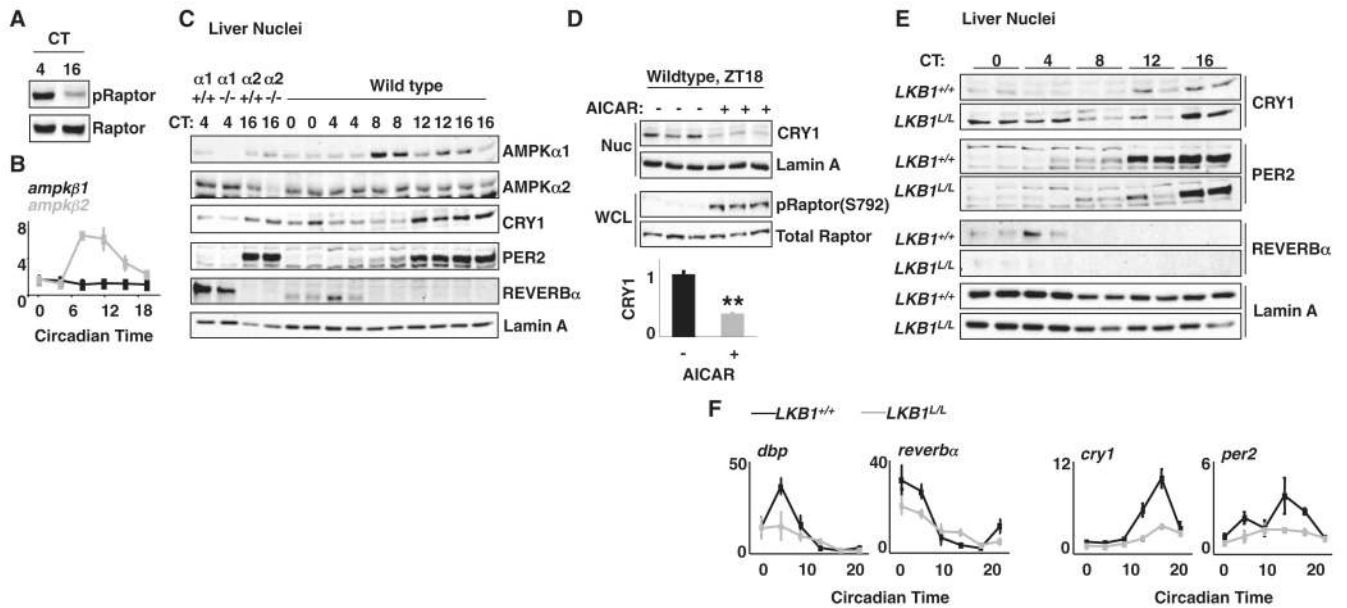 A
CT
4 16
pRaptor
Raptor
B
ampkβ1
ampkβ2
8
4
0
0 6 12 18
Circadian Time
C Liver Nuclei
α1 α1 α2 α2
+/+ -/- +/+ -/-
Wild type
CT: 4 4 16 16 0 0 4 4 8 8 12 12 16 16
AMPKα1
AMPKα2
CRY1
PER2
REVERBα
Lamin A
D
Wildtype, ZT18
AICAR: - - - + + +
Nuc
CRY1
Lamin A
WCL
pRaptor(S792)
Total Raptor
CRY1
1
0
**
- +
AICAR
E Liver Nuclei
CT: 0 4 8 12 16
LKB1+/+
LKB1L/L
CRY1
LKB1+/+
LKB1L/L
PER2
LKB1+/+
LKB1L/L
REVERBα
LKB1+/+
LKB1L/L
Lamin A
F LKB1+/+ LKB1L/L
dbp
50
0
0 10 20
reverbα
40
0
0 10 20
Circadian Time
cry1
12
0
0 10 20
per2
6
0
0 10 20
Circadian Time